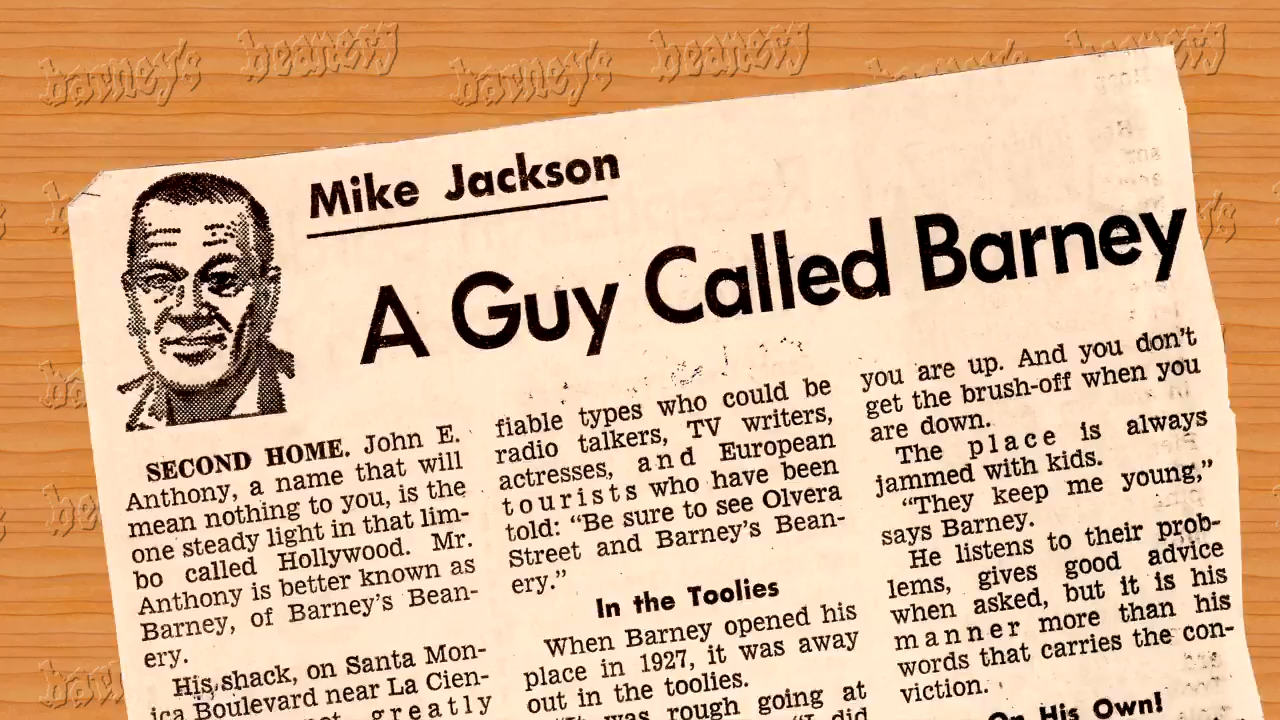 barney's beanery
barney's beanery
Mike Jackson
A Guy Called Barney
SECOND HOME. John E.
Anthony, a name that will
mean nothing to you, is the
one steady light in that lim-
bo called Hollywood. Mr.
Anthony is better known as
Barney, of Barney's Bean-
ery.
His shack, on Santa Mon-
ica Boulevard near La Cien-
greatly
fiable types who could be
radio talkers, TV writers,
actresses, and European
tourists who have been
told: "Be sure to see Olvera
Street and Barney's Bean-
ery."
In the Toolies
When Barney opened his
place in 1927, it was away
out in the toolies.
"It was rough going at
"I did
you are up. And you don't
get the brush-off when you
are down.
The place is always
jammed with kids.
"They keep me young,"
says Barney.
He listens to their prob-
lems, gives good advice
when asked, but it is his
manner more than his
words that carries the con-
viction.
On His Own!